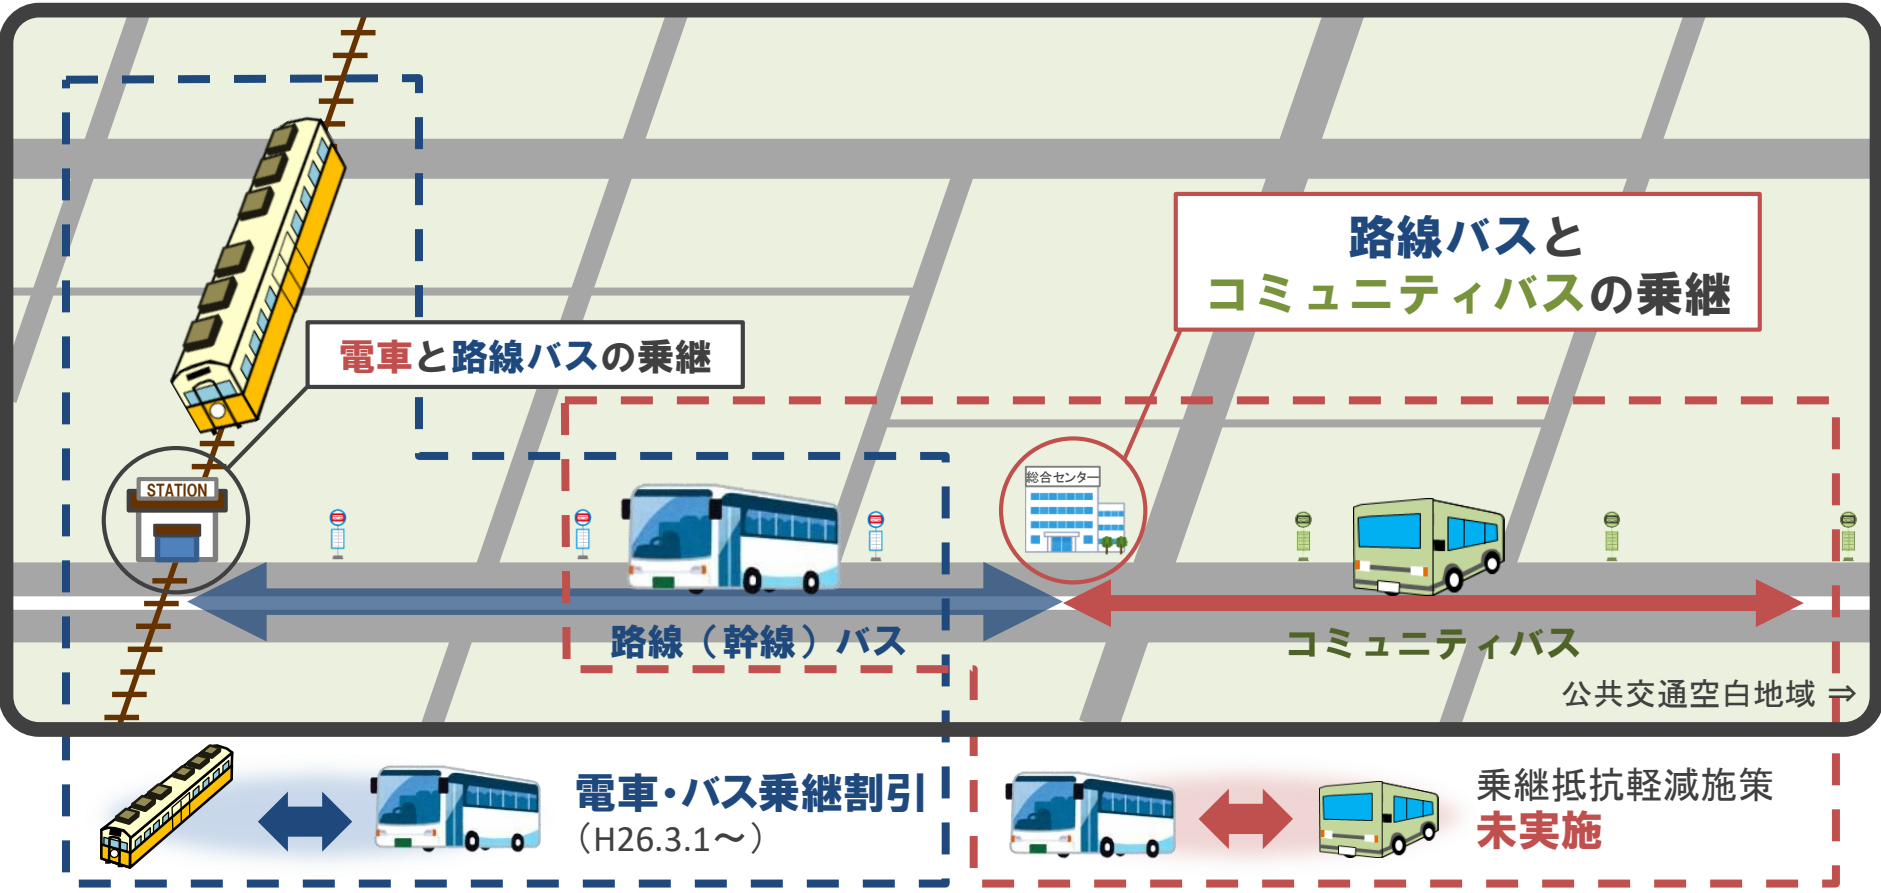 路線バスと
コミュニティバスの乗継
電車と路線バスの乗継
STATION
総合センター
路線（幹線）バス
コミュニティバス
公共交通空白地域 ⇒
電車・バス乗継割引
（H26.3.1～）
乗継抵抗軽減施策
未実施